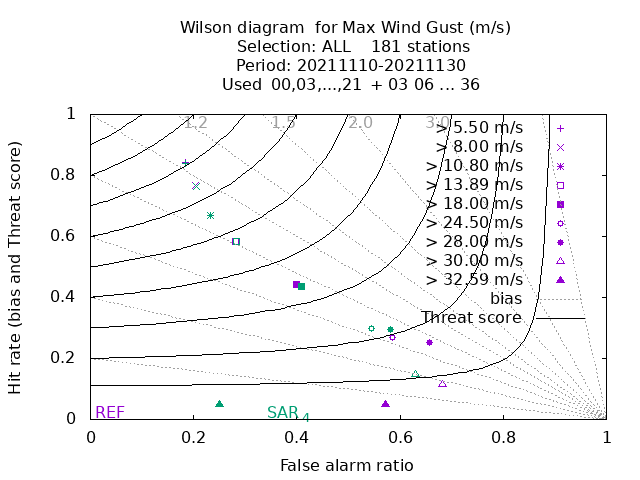 Wilson diagram  for Max Wind Gust (m/s)
Selection: ALL    181 stations
Period: 20211110-20211130
Used  00,03,...,21  + 03 06 ... 36
Hit rate (bias and Threat score)
1
0.8
0.6
0.4
0.2
0
1.2
1.5
2.0
3.0
> 5.50 m/s
> 8.00 m/s
> 10.80 m/s
> 13.89 m/s
> 18.00 m/s
> 24.50 m/s
> 28.00 m/s
> 30.00 m/s
> 32.59 m/s
bias
Threat score
REF
SAR_4
0
0.2
0.4
0.6
0.8
1
False alarm ratio